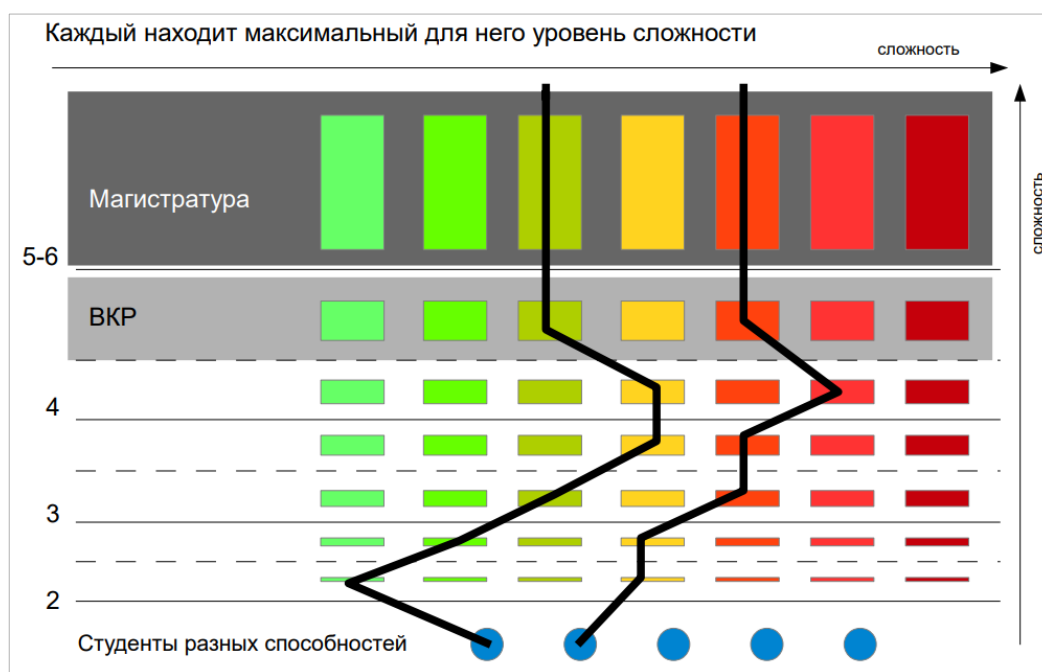 Каждый находит максимальный для него уровень сложности
сложность
сложность
Магистратура
5-6
ВКР
4
3
2
Студенты разных способностей